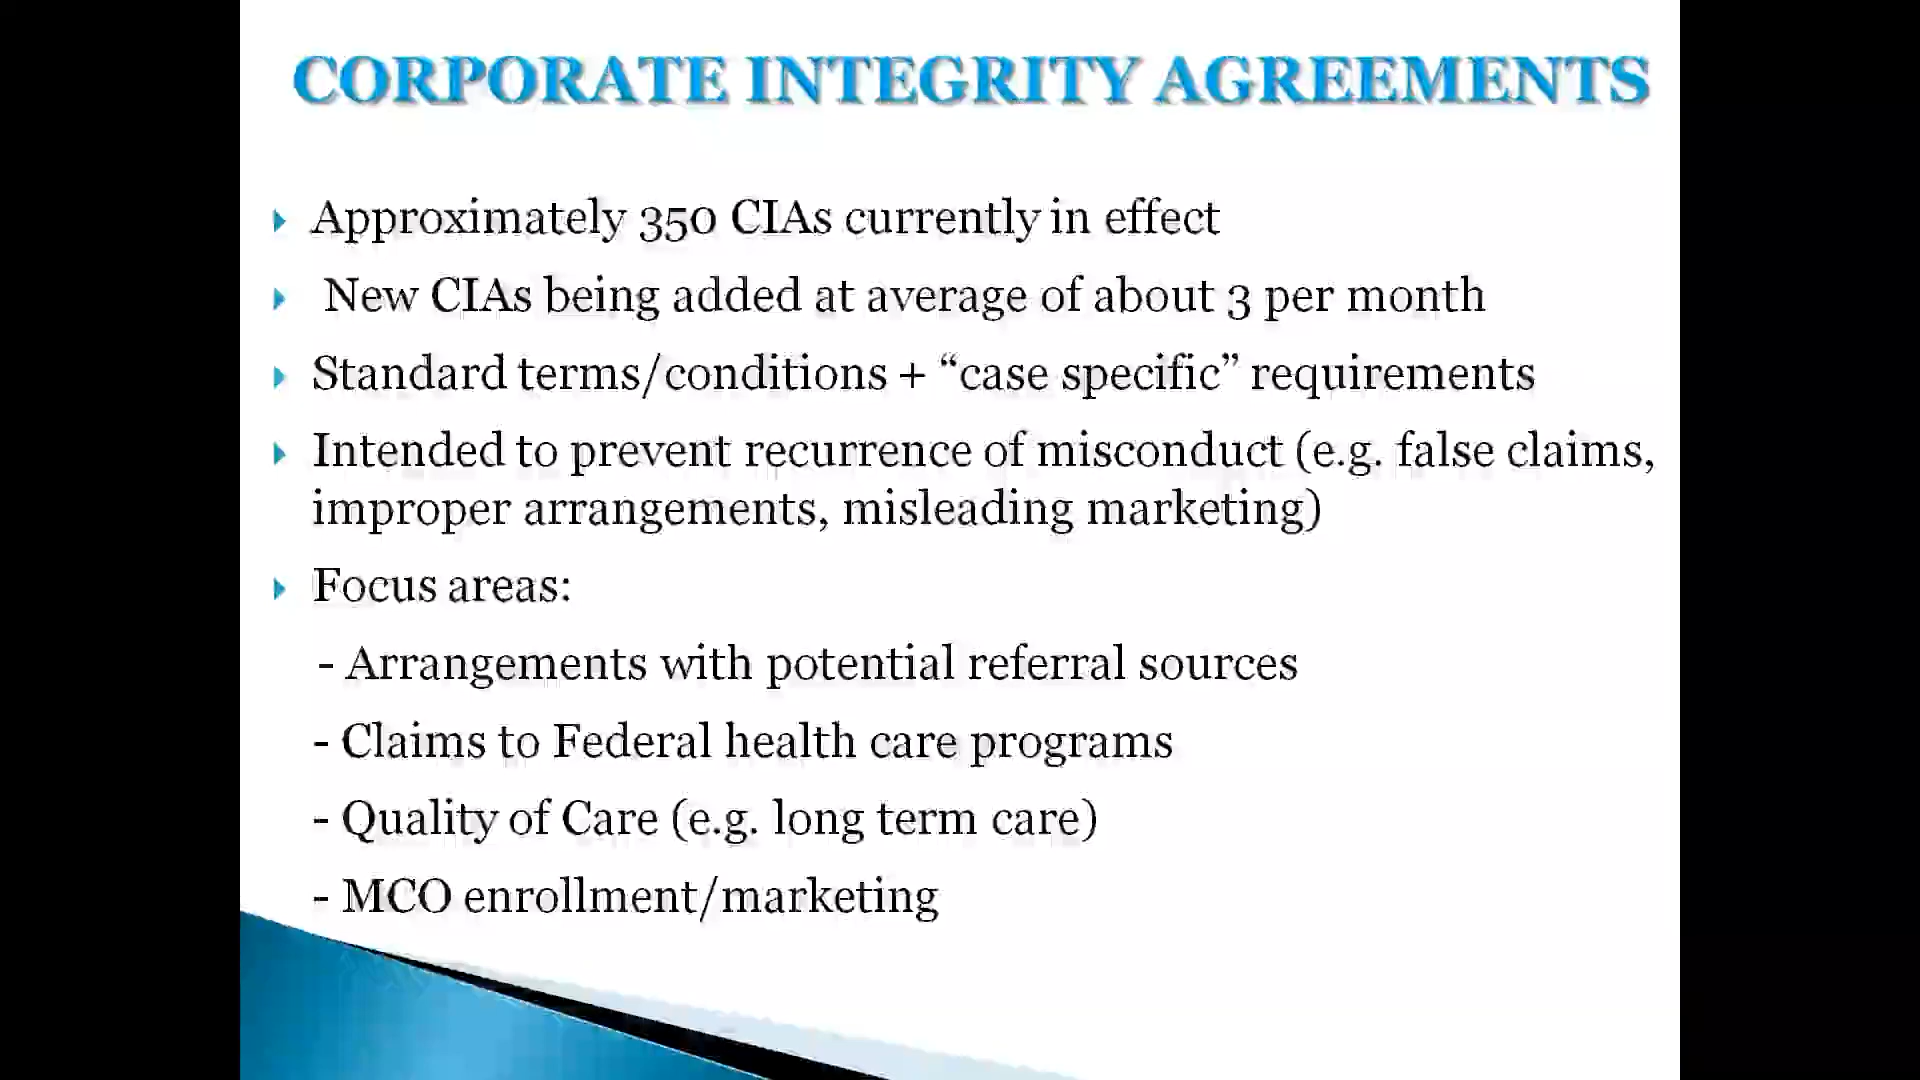 CORPORATE INTEGRITY AGREEMENTS
Approximately 350 CIAs currently in effect
New CIAs being added at average of about 3 per month
Standard terms/conditions + “case specific” requirements
Intended to prevent recurrence of misconduct (e.g. false claims,
improper arrangements, misleading marketing)
Focus areas:
- Arrangements with potential referral sources
- Claims to Federal health care programs
- Quality of Care (e.g. long term care)
- MCO enrollment/marketing